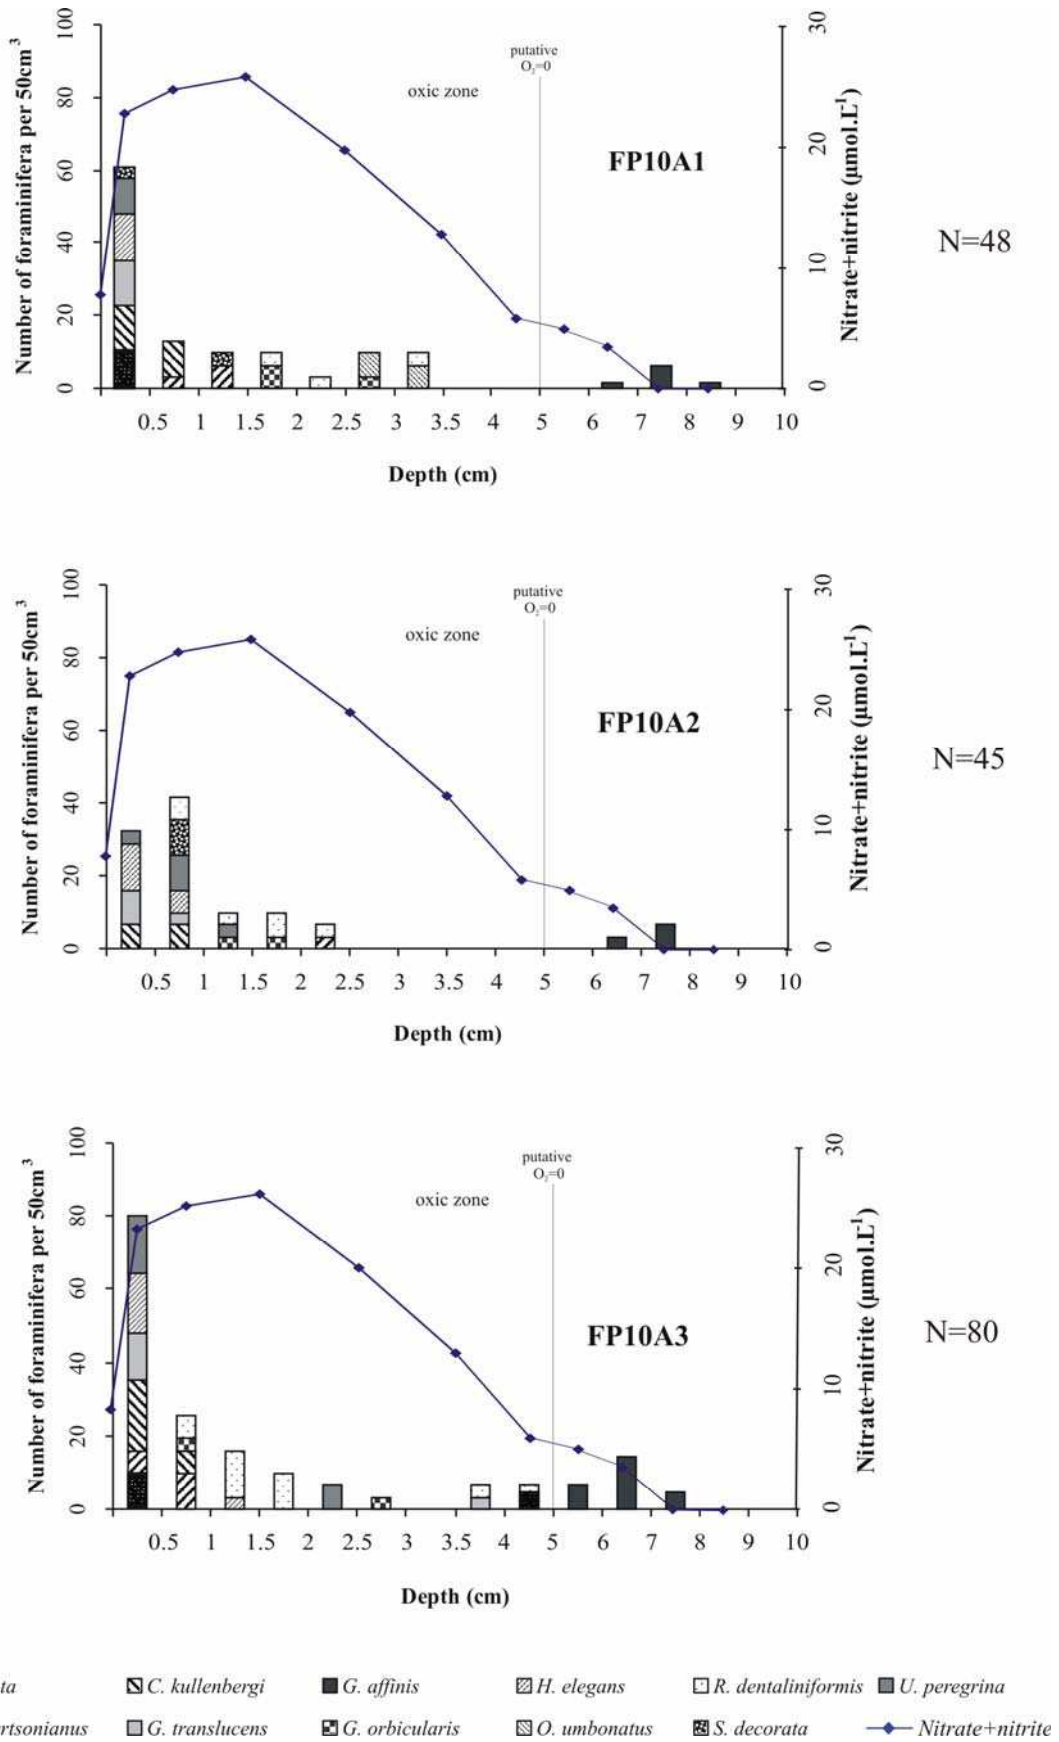 Number of foraminifera per 50cm³
100
80
60
40
20
0
putative
O₂=0
oxic zone
FP10A1
30
20
10
0
Nitrate+nitrite (µmol.L⁻¹)
N=48
0.5 1 1.5 2 2.5 3 3.5 4 5 6 7 8 9 10
Depth (cm)
Number of foraminifera per 50cm³
100
80
60
40
20
0
putative
O₂=0
oxic zone
FP10A2
30
20
10
0
Nitrate+nitrite (µmol.L⁻¹)
N=45
0.5 1 1.5 2 2.5 3 3.5 4 5 6 7 8 9 10
Depth (cm)
Number of foraminifera per 50cm³
100
80
60
40
20
0
putative
O₂=0
oxic zone
FP10A3
30
20
10
0
Nitrate+nitrite (µmol.L⁻¹)
N=80
0.5 1 1.5 2 2.5 3 3.5 4 5 6 7 8 9 10
Depth (cm)
ta C. kullenbergi G. affinis H. elegans R. dentaliniformis U. peregrina
rtsonianus G. translucens G. orbicularis O. umbonatus S. decorata Nitrate+nitrite